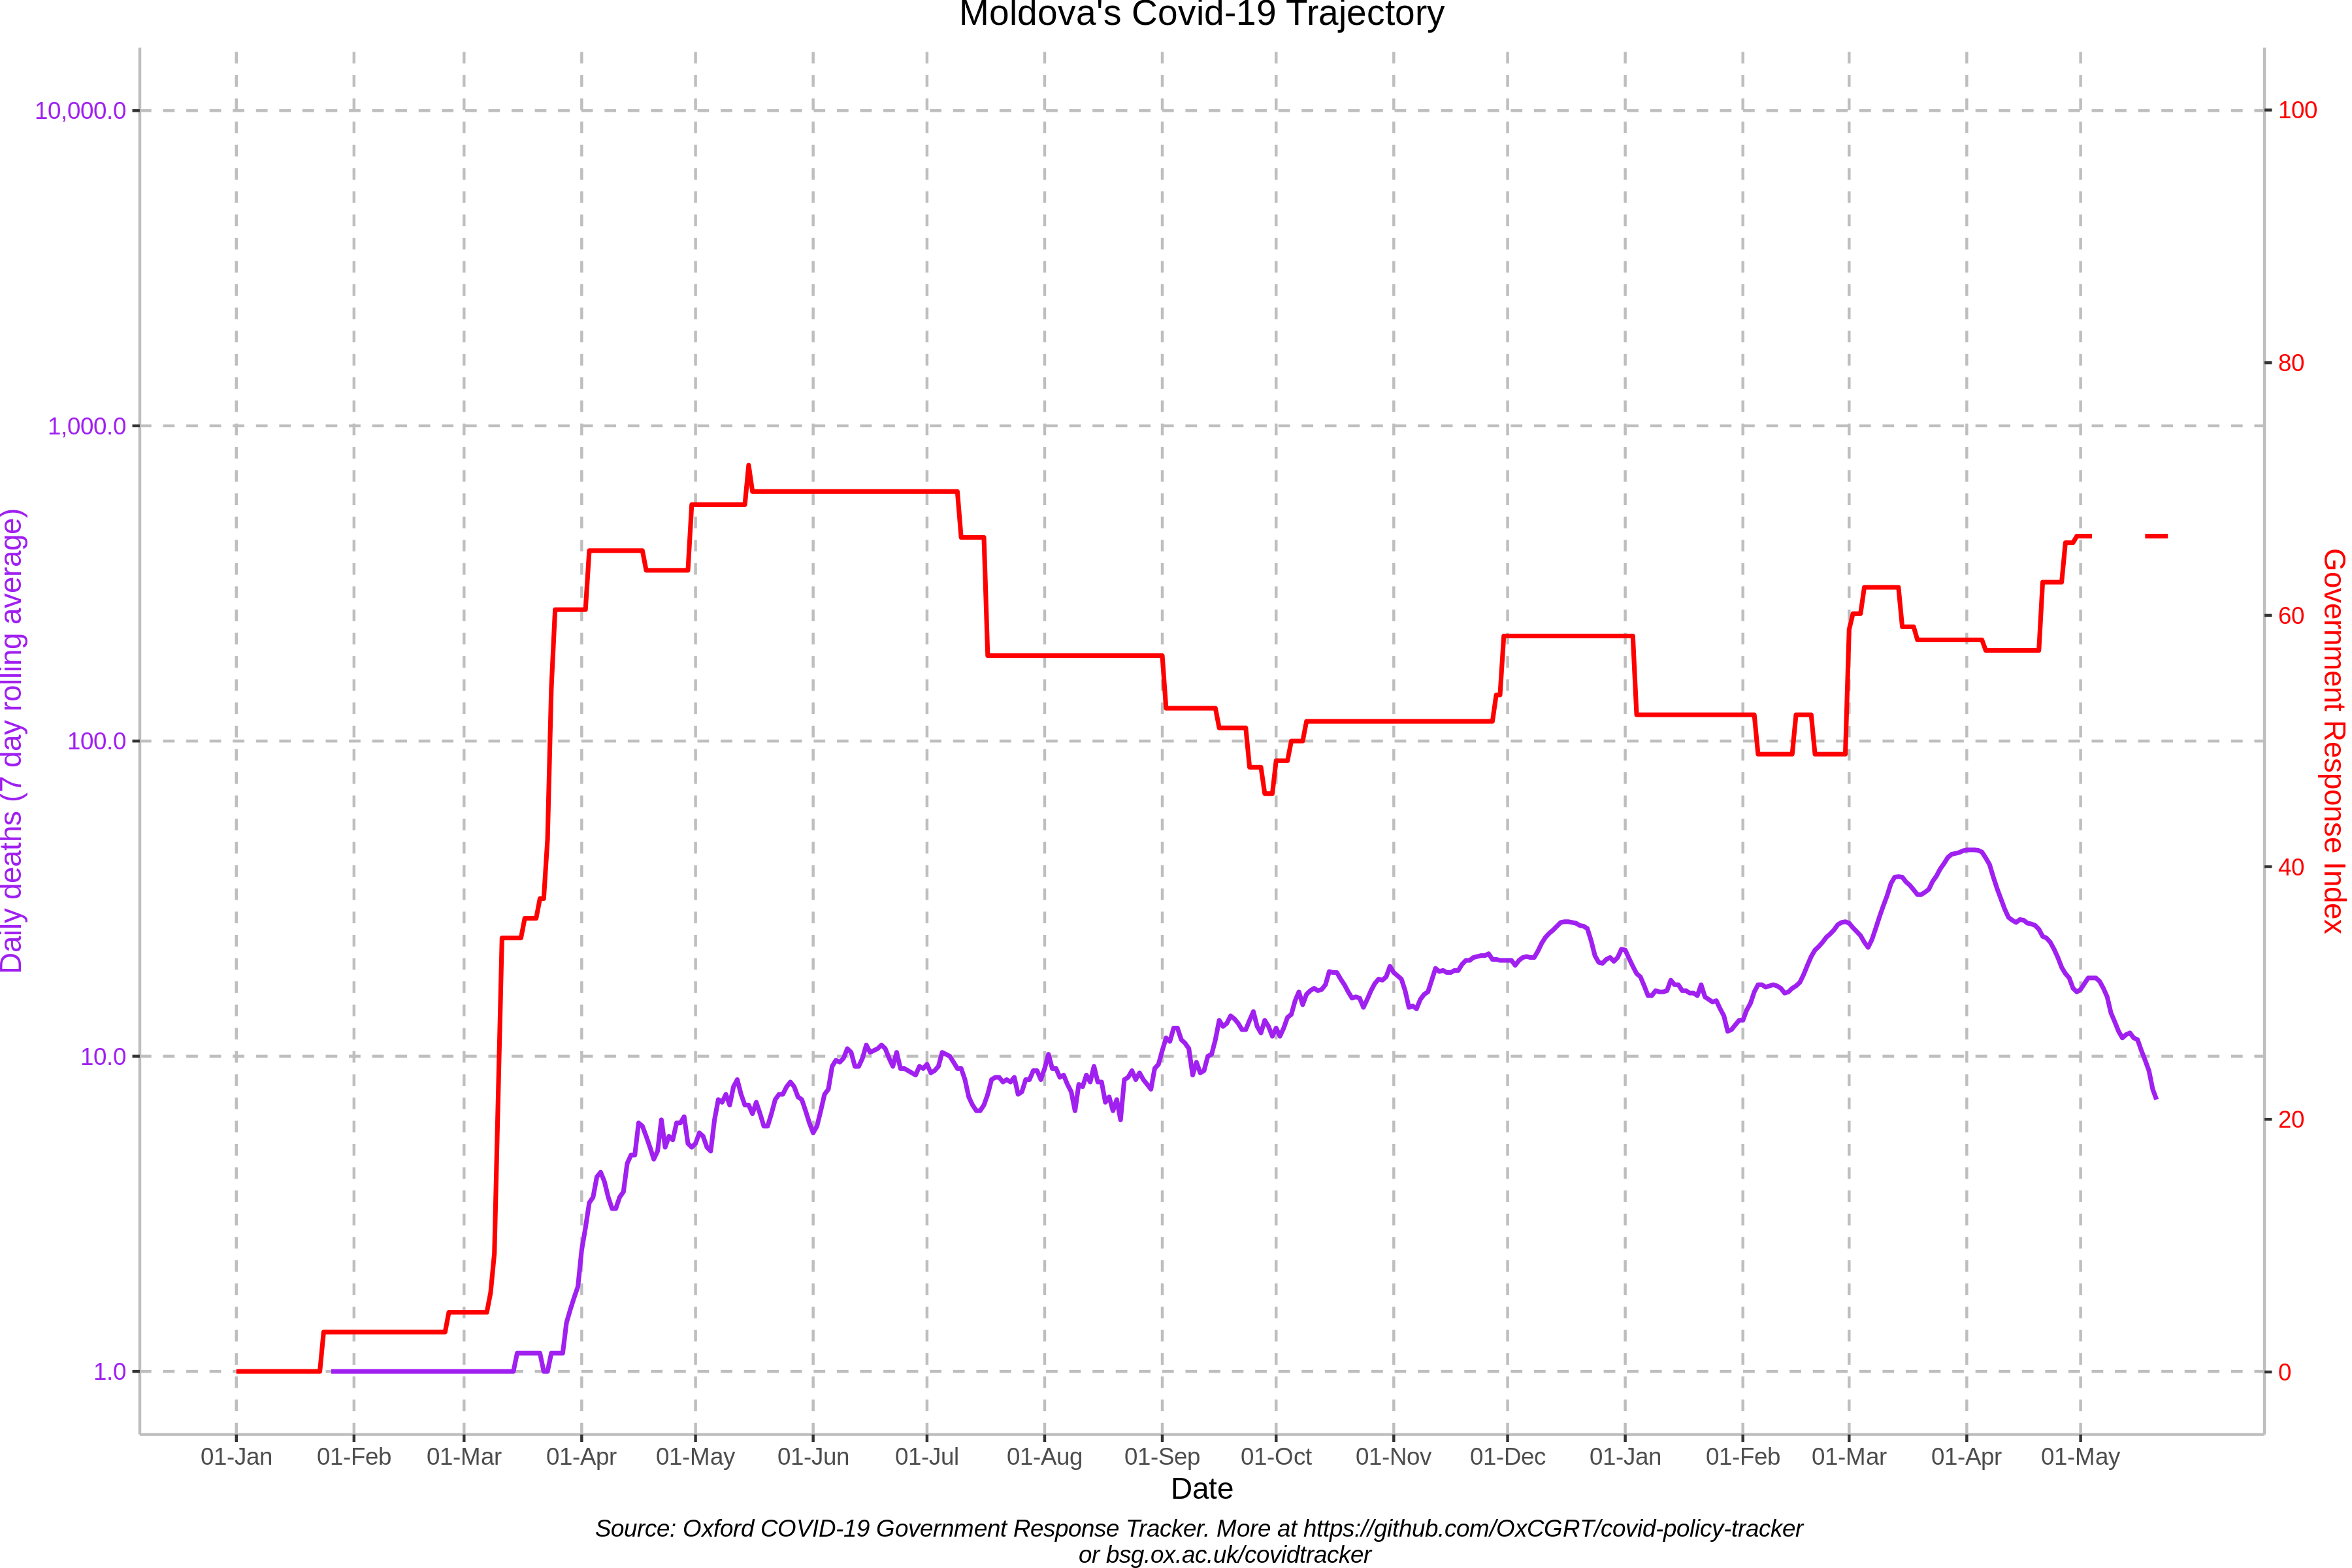 Moldova's Covid-19 Trajectory
10,000.0
1,000.0
100.0
10.0
1.0
Daily deaths (7 day rolling average)
100
80
60
40
20
0
Government Response Index
01-Jan 01-Feb 01-Mar 01-Apr 01-May 01-Jun 01-Jul 01-Aug 01-Sep 01-Oct 01-Nov 01-Dec 01-Jan 01-Feb 01-Mar 01-Apr 01-May
Date
Source: Oxford COVID-19 Government Response Tracker. More at https://github.com/OxCGRT/covid-policy-tracker
or bsg.ox.ac.uk/covidtracker